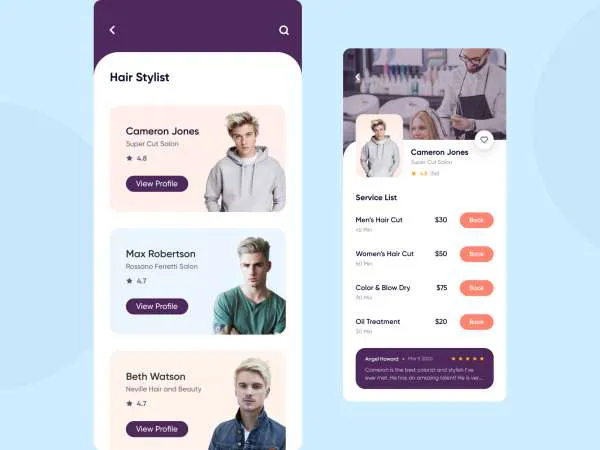 Hair Stylist
Cameron Jones
Super Cut Salon
4.8
View Profile
Max Robertson
Rossano Ferretti Salon
4.7
View Profile
Beth Watson
Neville Hair and Beauty
4.7
View Profile
Cameron Jones
Super Cut Salon
4.8
Service List
Men's Hair Cut $30 Book
45 Min
Women's Hair Cut $50 Book
60 Min
Color & Blow Dry $75 Book
90 Min
Oil Treatment $20 Book
30 Min
Angel Howard • Mar 9 2020
Cameron is the best colorist and stylist I've
ever met. He has an amazing talent! He is ver...